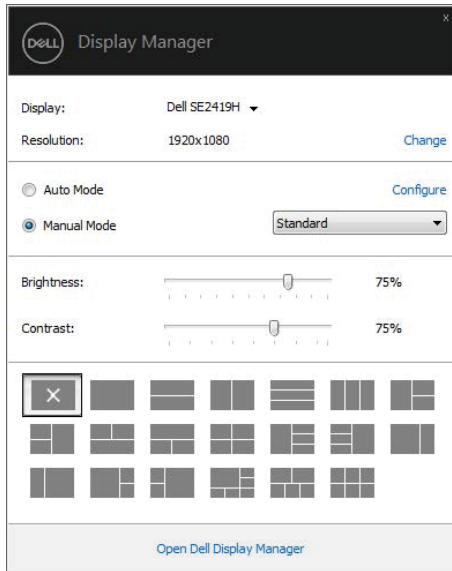 DELL Display Manager
x
Display: Dell SE2419H
Resolution: 1920x1080 Change
Auto Mode Configure
Manual Mode Standard
Brightness: 75%
Contrast: 75%
Open Dell Display Manager